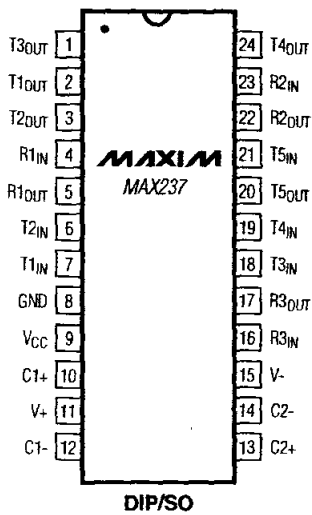 T3OUT 1 24 T4OUT
T1OUT 2 23 R2IN
T2OUT 3 22 R2OUT
R1IN 4 MAXIM 21 T5IN
R1OUT 5 MAX237 20 T5OUT
T2IN 6 19 T4IN
T1IN 7 18 T3IN
GND 8 17 R3OUT
VCC 9 16 R3IN
C1+ 10 15 V-
V+ 11 14 C2-
C1- 12 13 C2+
DIP/SO